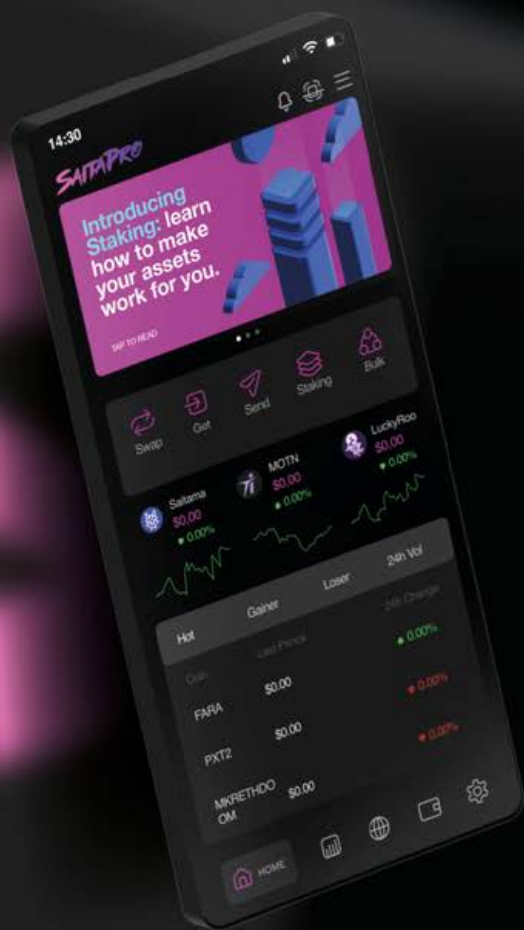 14:30
SAITAPRO
Introducing
Staking: learn
how to make
your assets
work for you.
TAP TO READ
Swap Get Send Staking Bulk
Saitama
$0.00
0.00%
MOTN
$0.00
0.00%
LuckyRoo
$0.00
0.00%
Hot Gainer Loser 24h Vol
Coin Last Price 24h Change
FARA $0.00 0.00%
PXT2 $0.00 0.00%
MKRETHDO
OM $0.00 0.00%
HOME